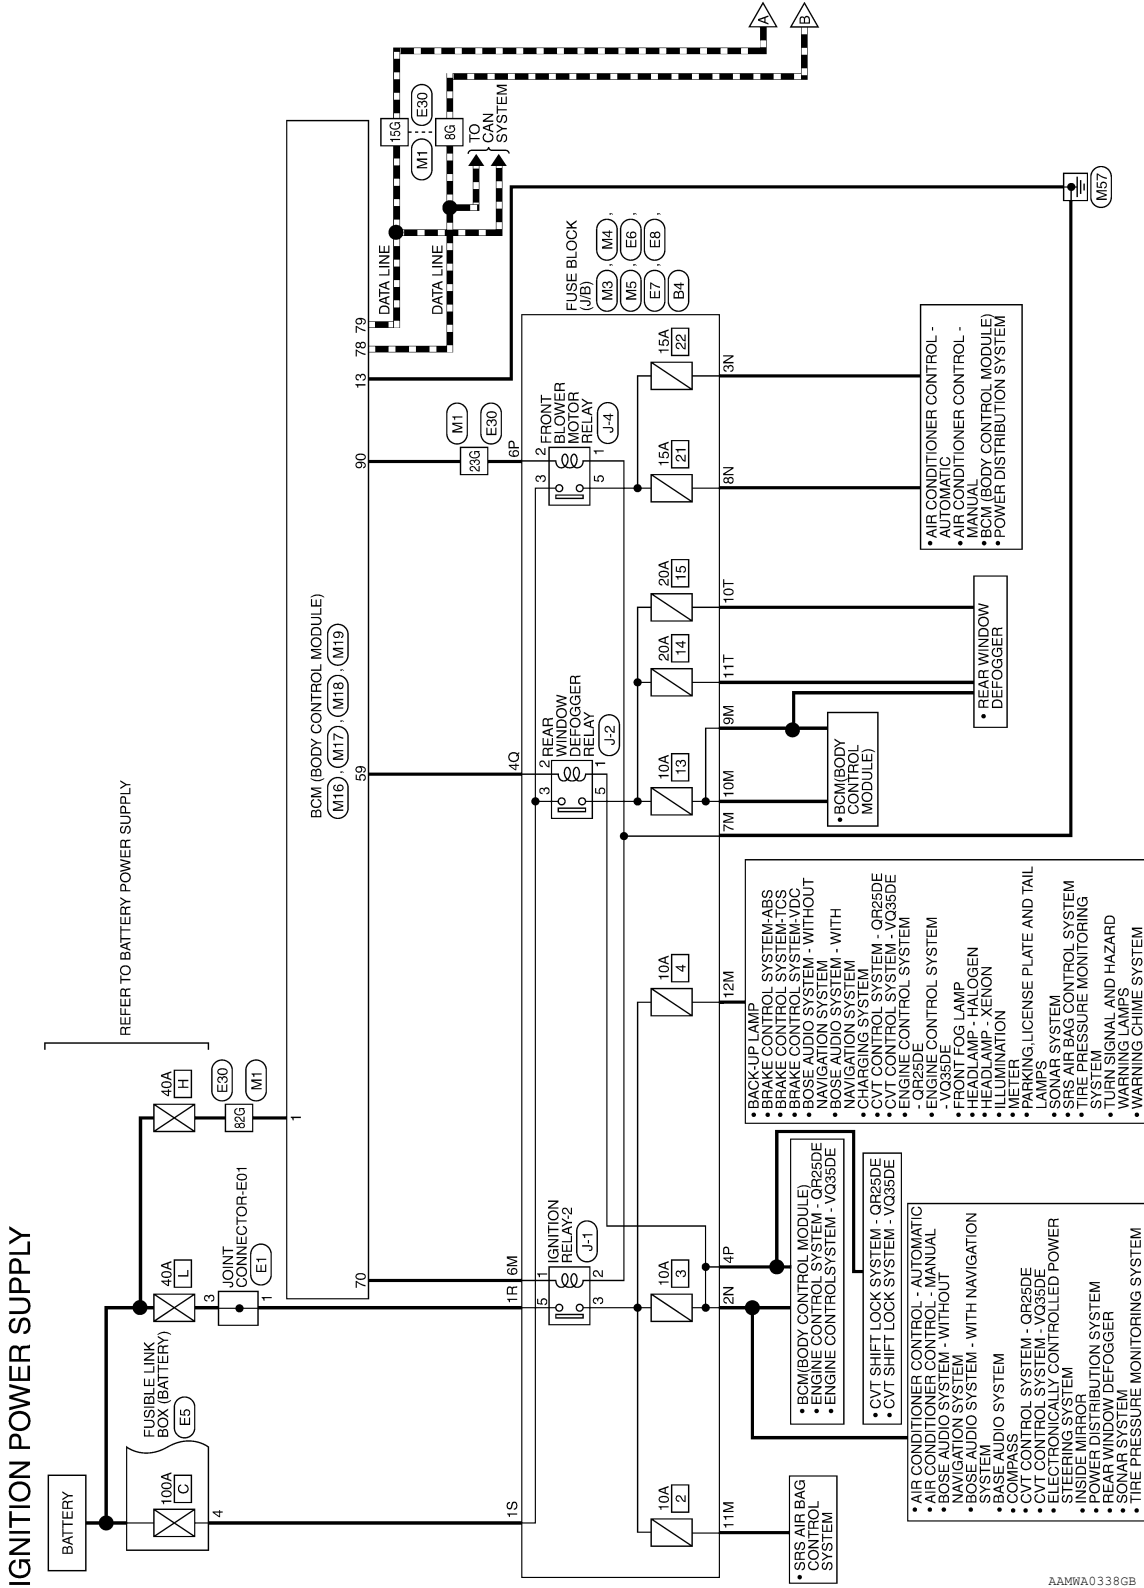 IGNITION POWER SUPPLY
BATTERY
REFER TO BATTERY POWER SUPPLY
100A
C
FUSIBLE LINK
BOX (BATTERY)
E5
4
40A
L
3
JOINT
CONNECTOR-E01
E1
1
40A
H
82G
E30
M1
1
BCM (BODY CONTROL MODULE)
M16 , M17 , M18 , M19
70
59
90
13
78
79
DATA LINE
DATA LINE
15G
8G
M1
E30
TO
CAN
SYSTEM
A
B
23G
M1
E30
1S
1R
6M
4Q
6P
FUSE BLOCK
(J/B)
M3 , M4 ,
M5 , E6 ,
E7 , E8 ,
B4
IGNITION
RELAY-2
J-1
5
1
3
2
REAR
WINDOW
DEFOGGER
RELAY
J-2
3
2
5
1
FRONT
BLOWER
MOTOR
RELAY
J-4
3
2
5
1
10A
2
10A
3
10A
4
10A
13
20A
14
20A
15
15A
21
15A
22
11M
2N
4P
12M
7M
10M
9M
11T
10T
8N
3N
M57
• SRS AIR BAG
CONTROL
SYSTEM
• AIR CONDITIONER CONTROL - AUTOMATIC
• AIR CONDITIONER CONTROL - MANUAL
• BOSE AUDIO SYSTEM - WITHOUT
NAVIGATION SYSTEM
• BOSE AUDIO SYSTEM - WITH NAVIGATION
SYSTEM
• BASE AUDIO SYSTEM
• COMPASS
• CVT CONTROL SYSTEM - QR25DE
• CVT CONTROL SYSTEM - VQ35DE
• ELECTRONICALLY CONTROLLED POWER
STEERING SYSTEM
• INSIDE MIRROR
• POWER DISTRIBUTION SYSTEM
• REAR WINDOW DEFOGGER
• SONAR SYSTEM
• TIRE PRESSURE MONITORING SYSTEM
• BCM(BODY CONTROL MODULE)
• ENGINE CONTROL SYSTEM - QR25DE
• ENGINE CONTROLSYSTEM - VQ35DE
• CVT SHIFT LOCK SYSTEM - QR25DE
• CVT SHIFT LOCK SYSTEM - VQ35DE
• BACK-UP LAMP
• BRAKE CONTROL SYSTEM-ABS
• BRAKE CONTROL SYSTEM-TCS
• BRAKE CONTROL SYSTEM-VDC
• BOSE AUDIO SYSTEM - WITHOUT
NAVIGATION SYSTEM
• BOSE AUDIO SYSTEM - WITH
NAVIGATION SYSTEM
• CHARGING SYSTEM
• CVT CONTROL SYSTEM - QR25DE
• CVT CONTROL SYSTEM - VQ35DE
• ENGINE CONTROL SYSTEM
- QR25DE
• ENGINE CONTROL SYSTEM
- VQ35DE
• FRONT FOG LAMP
• HEADLAMP - HALOGEN
• HEADLAMP - XENON
• ILLUMINATION
• METER
• PARKING,LICENSE PLATE AND TAIL
LAMPS
• SONAR SYSTEM
• SRS AIR BAG CONTROL SYSTEM
• TIRE PRESSURE MONITORING
SYSTEM
• TURN SIGNAL AND HAZARD
WARNING LAMPS
• WARNING CHIME SYSTEM
• BCM(BODY
CONTROL
MODULE)
• REAR WINDOW
DEFOGGER
• AIR CONDITIONER CONTROL -
AUTOMATIC
• AIR CONDITIONER CONTROL -
MANUAL
• BCM (BODY CONTROL MODULE)
• POWER DISTRIBUTION SYSTEM
AAMWA0338GB